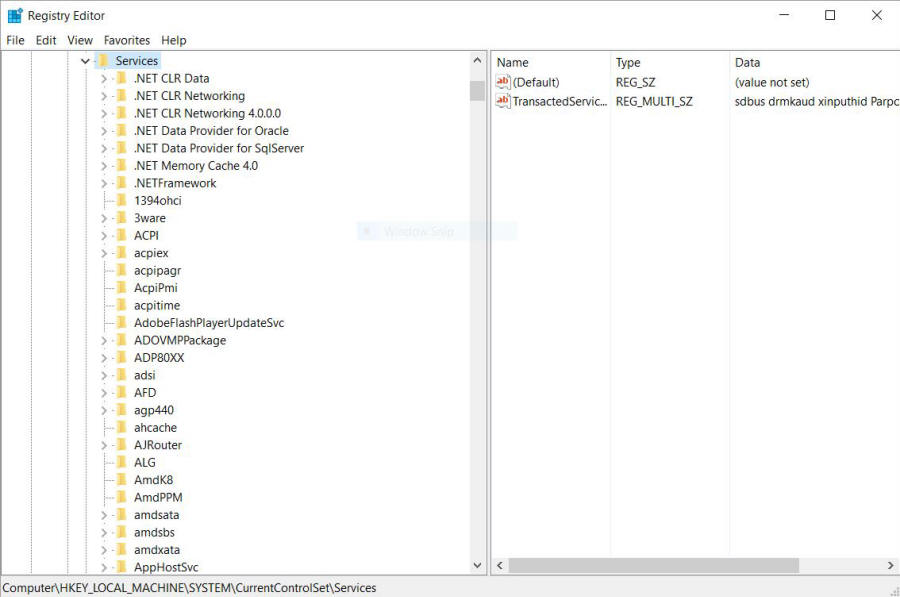 Registry Editor
File Edit View Favorites Help
Services
.NET CLR Data
.NET CLR Networking
.NET CLR Networking 4.0.0.0
.NET Data Provider for Oracle
.NET Data Provider for SqlServer
.NET Memory Cache 4.0
.NETFramework
1394ohci
3ware
ACPI
acpiex
acpipagr
AcpiPmi
acpitime
AdobeFlashPlayerUpdateSvc
ADOVMPPackage
ADP80XX
adsi
AFD
agp440
ahcache
AJRouter
ALG
AmdK8
AmdPPM
amdsata
amdsbs
amdxata
AppHostSvc
Name Type Data
ab (Default) REG_SZ (value not set)
ab TransactedServic... REG_MULTI_SZ sdbus drmkaud xinputhid Parpc
Window Snip
Computer\HKEY_LOCAL_MACHINE\SYSTEM\CurrentControlSet\Services